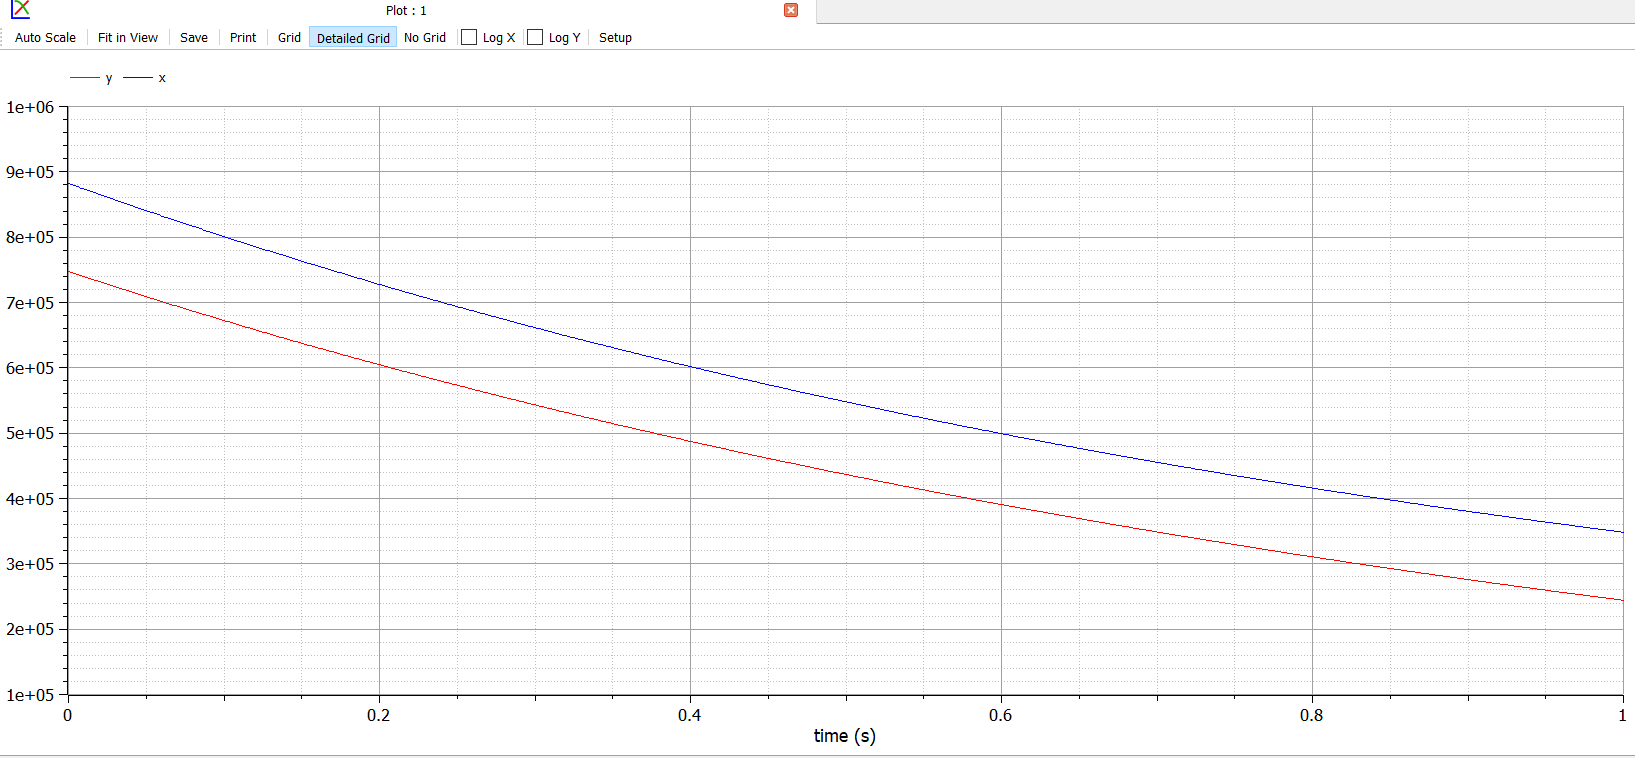 Plot : 1
Auto Scale Fit in View Save Print Grid Detailed Grid No Grid Log X Log Y Setup
y x
1e+06
9e+05
8e+05
7e+05
6e+05
5e+05
4e+05
3e+05
2e+05
1e+05
0 0.2 0.4 0.6 0.8 1
time (s)